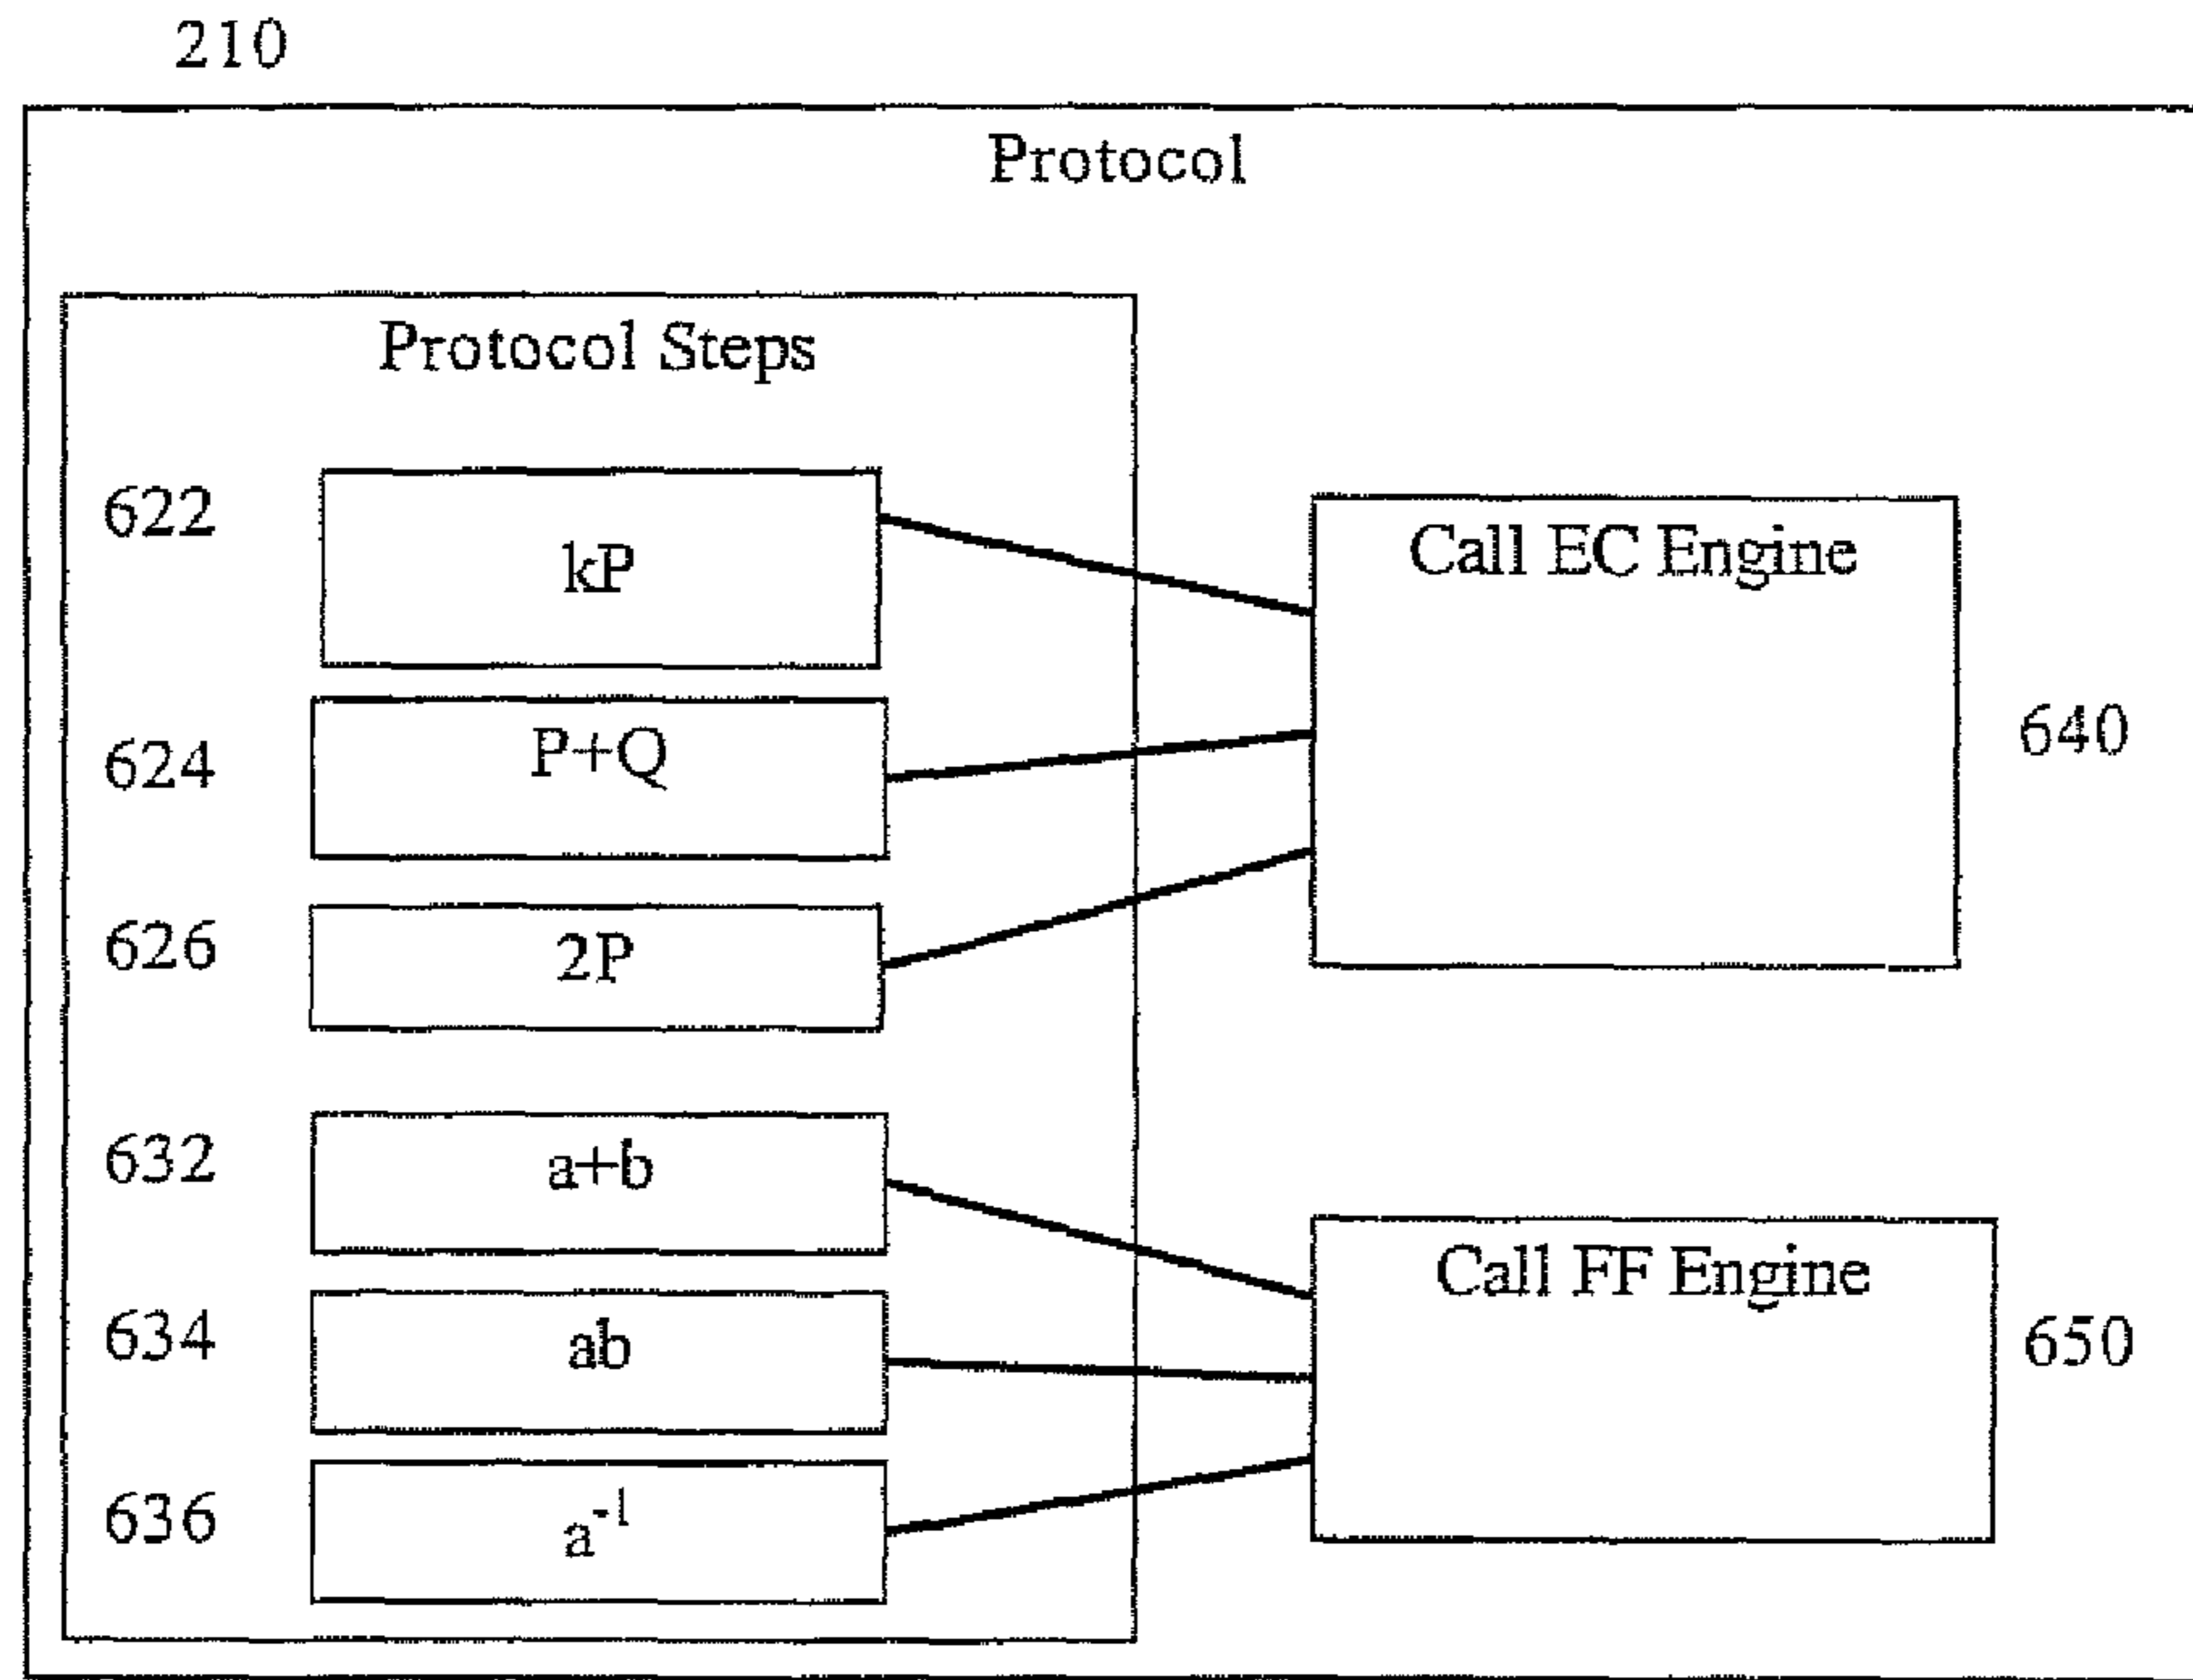 210
Protocol
Protocol Steps
622
kP
Call EC Engine
624
P+Q
640
626
2P
632
a+b
Call FF Engine
634
ab
650
636
a⁻¹